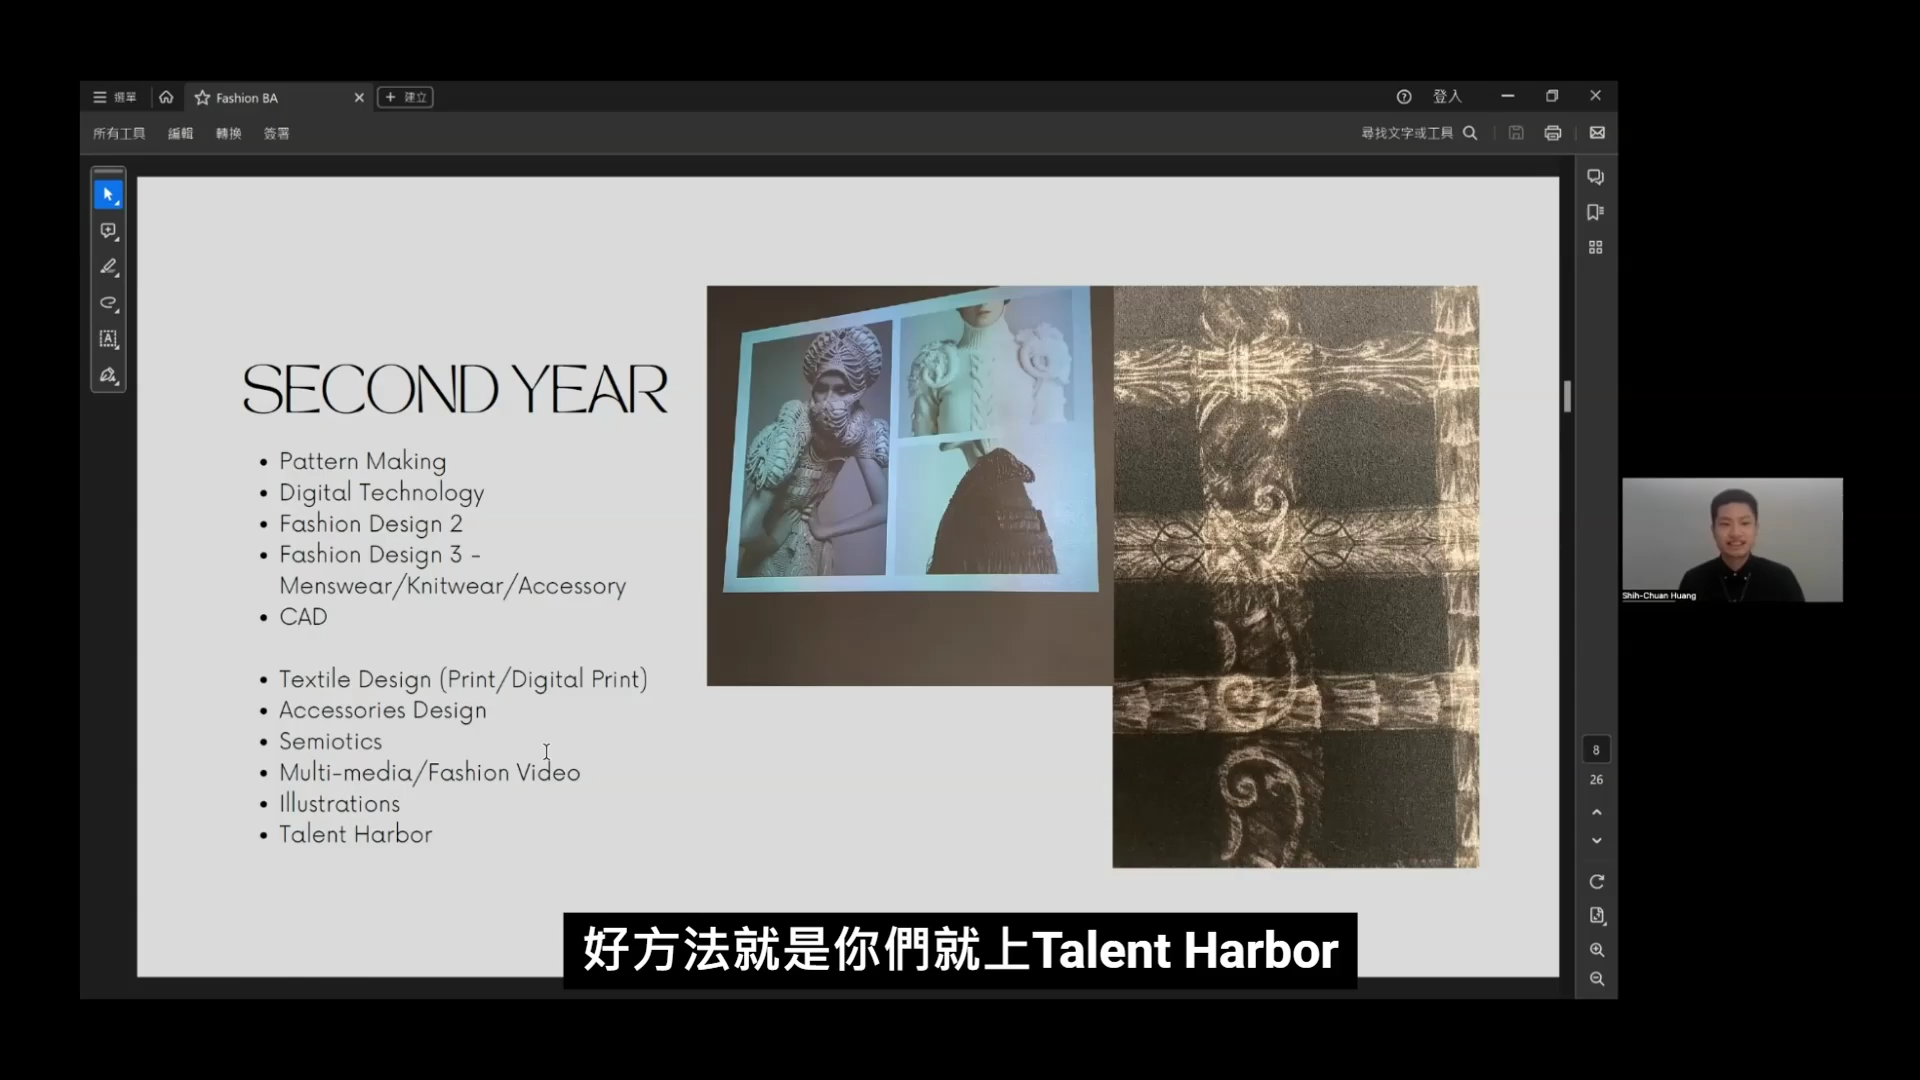 選單
Fashion BA
建立
登入
所有工具 編輯 轉換 簽署
尋找文字或工具
SECOND YEAR
• Pattern Making
• Digital Technology
• Fashion Design 2
• Fashion Design 3 -
Menswear/Knitwear/Accessory
• CAD
• Textile Design (Print/Digital Print)
• Accessories Design
• Semiotics
• Multi-media/Fashion Video
• Illustrations
• Talent Harbor
8
26
Shih-Chuan Huang
好方法就是你們就上Talent Harbor